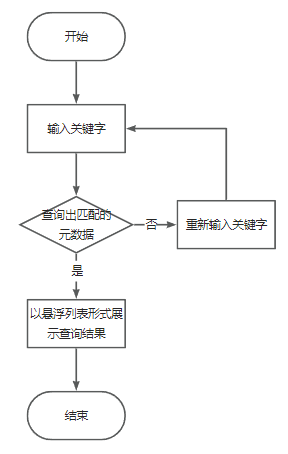 开始
输入关键字
查询出匹配的
元数据
否
重新输入关键字
是
以悬浮列表形式展
示查询结果
结束